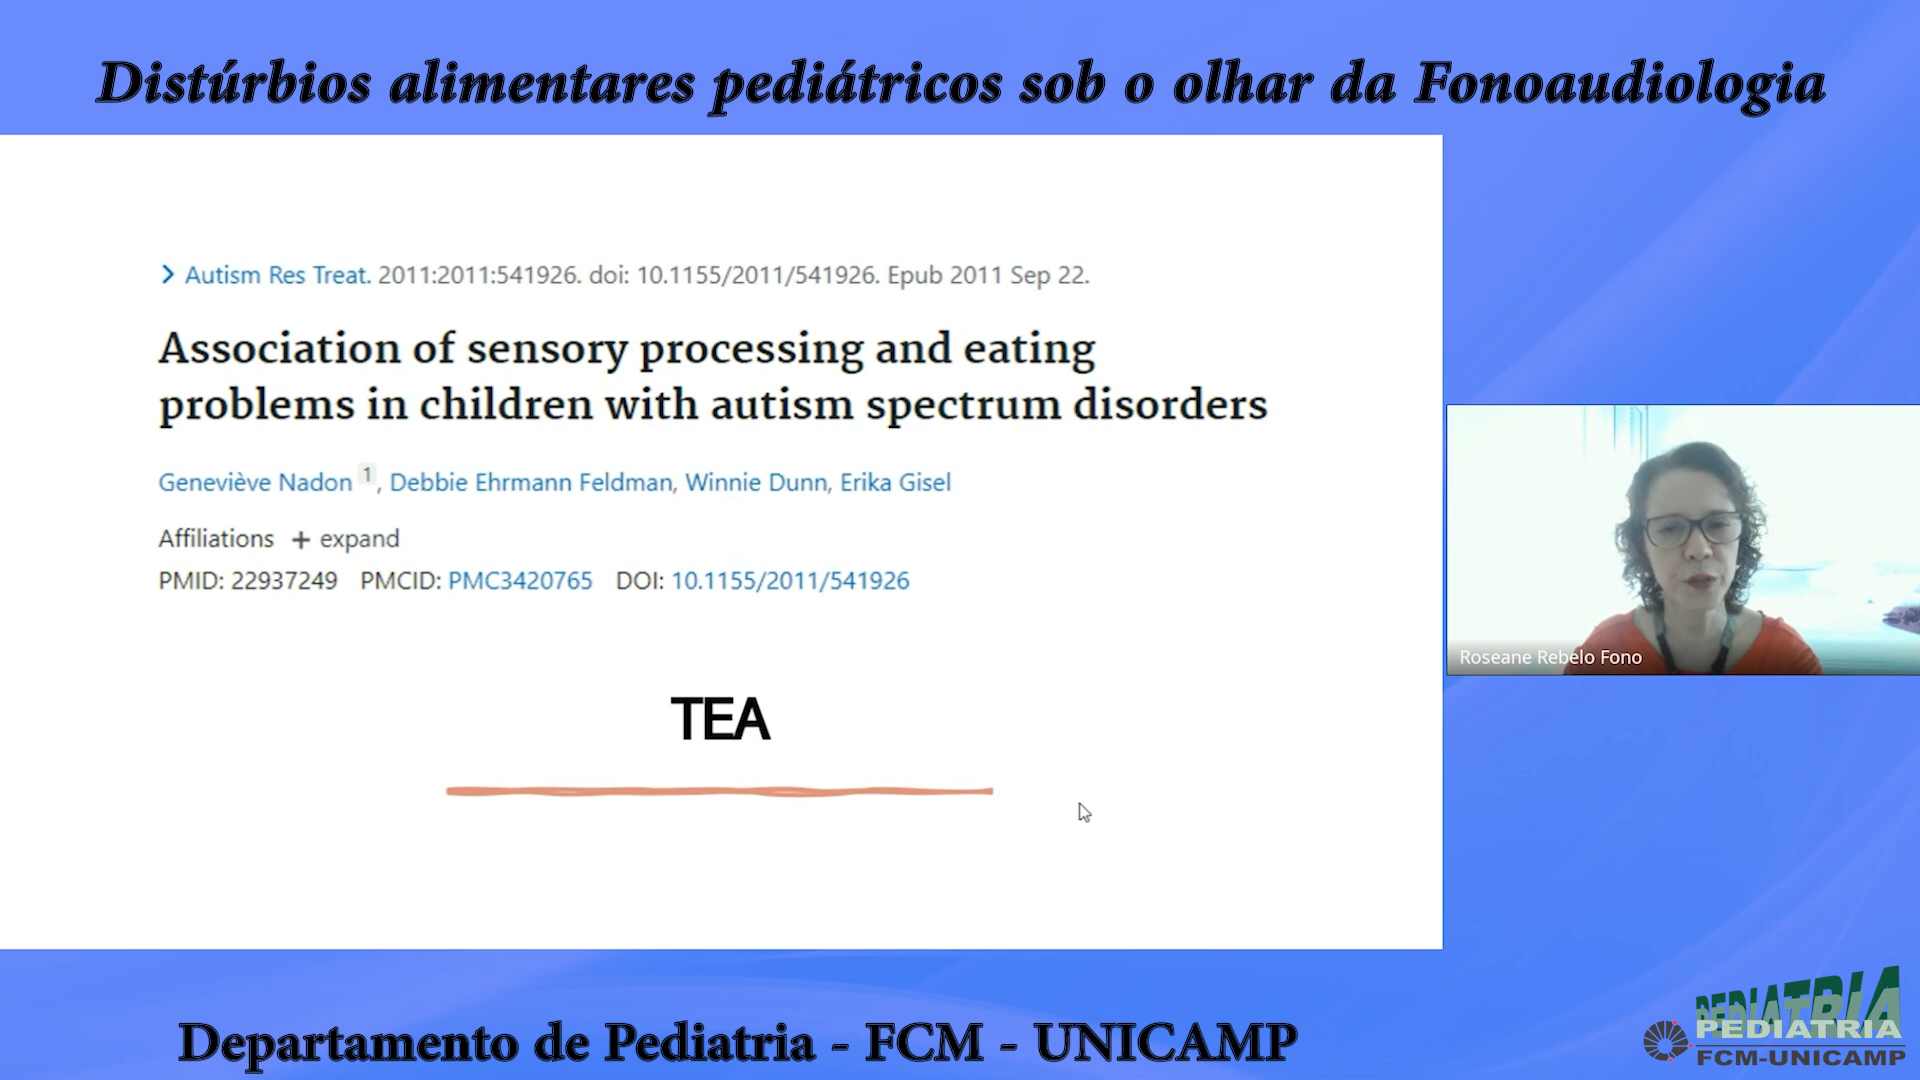 Distúrbios alimentares pediátricos sob o olhar da Fonoaudiologia
Autism Res Treat. 2011:2011:541926. doi: 10.1155/2011/541926. Epub 2011 Sep 22.
Association of sensory processing and eating
problems in children with autism spectrum disorders
Geneviève Nadon 1, Debbie Ehrmann Feldman, Winnie Dunn, Erika Gisel
Affiliations + expand
PMID: 22937249 PMCID: PMC3420765 DOI: 10.1155/2011/541926
TEA
Roseane Rebelo Fono
Departamento de Pediatria - FCM - UNICAMP
PEDIATRIA
PEDIATRIA
FCM-UNICAMP